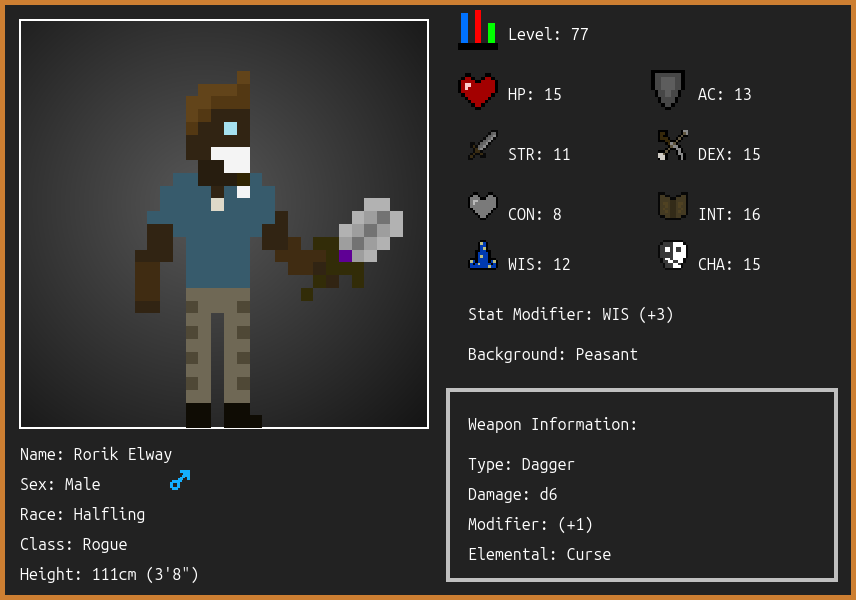 Level: 77
HP: 15
AC: 13
STR: 11
DEX: 15
CON: 8
INT: 16
WIS: 12
CHA: 15
Stat Modifier: WIS (+3)
Background: Peasant
Weapon Information:
Type: Dagger
Damage: d6
Modifier: (+1)
Elemental: Curse
Name: Rorik Elway
Sex: Male
Race: Halfling
Class: Rogue
Height: 111cm (3'8")